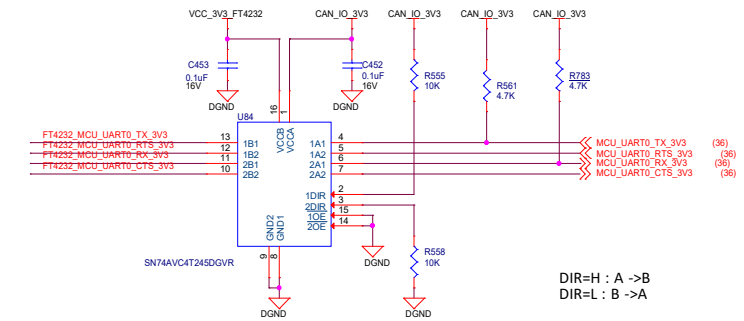 VCC_3V3_FT4232
CAN_IO_3V3
CAN_IO_3V3
CAN_IO_3V3
CAN_IO_3V3
C453
0.1uF
16V
DGND
C452
0.1uF
16V
DGND
R555
10K
R561
4.7K
R783
4.7K
U84
16
1
VCCB
VCCA
FT4232_MCU_UART0_TX_3V3
13
1B1
1A1
4
MCU_UART0_TX_3V3
(36)
FT4232_MCU_UART0_RTS_3V3
12
1B2
1A2
5
MCU_UART0_RTS_3V3
(36)
FT4232_MCU_UART0_RX_3V3
11
2B1
2A1
6
MCU_UART0_RX_3V3
(36)
FT4232_MCU_UART0_CTS_3V3
10
2B2
2A2
7
MCU_UART0_CTS_3V3
(36)
1DIR
2
2DIR
3
1OE
15
2OE
14
GND2
GND1
9
8
SN74AVC4T245DGVR
DGND
R558
10K
DGND
DGND
DIR=H : A ->B
DIR=L : B ->A